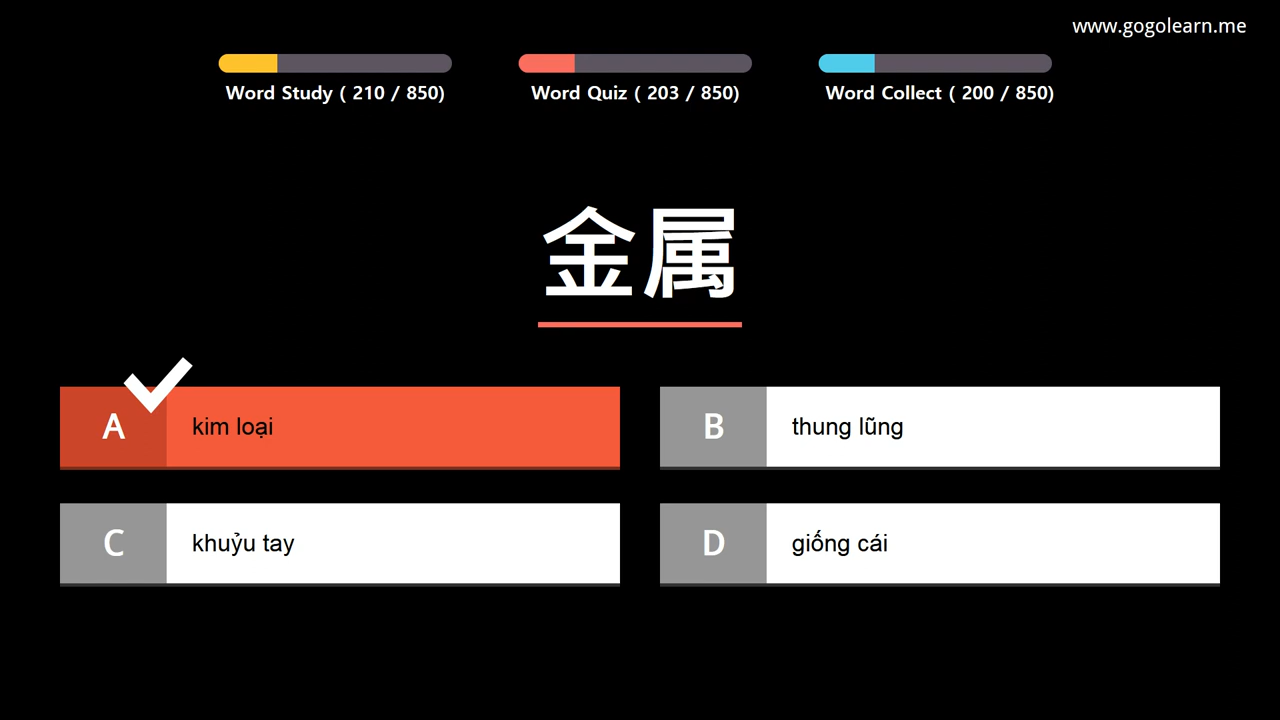 www.gogolearn.me
Word Study ( 210 / 850)
Word Quiz ( 203 / 850)
Word Collect ( 200 / 850)
金属
A kim loại
B thung lũng
C khuỷu tay
D giống cái